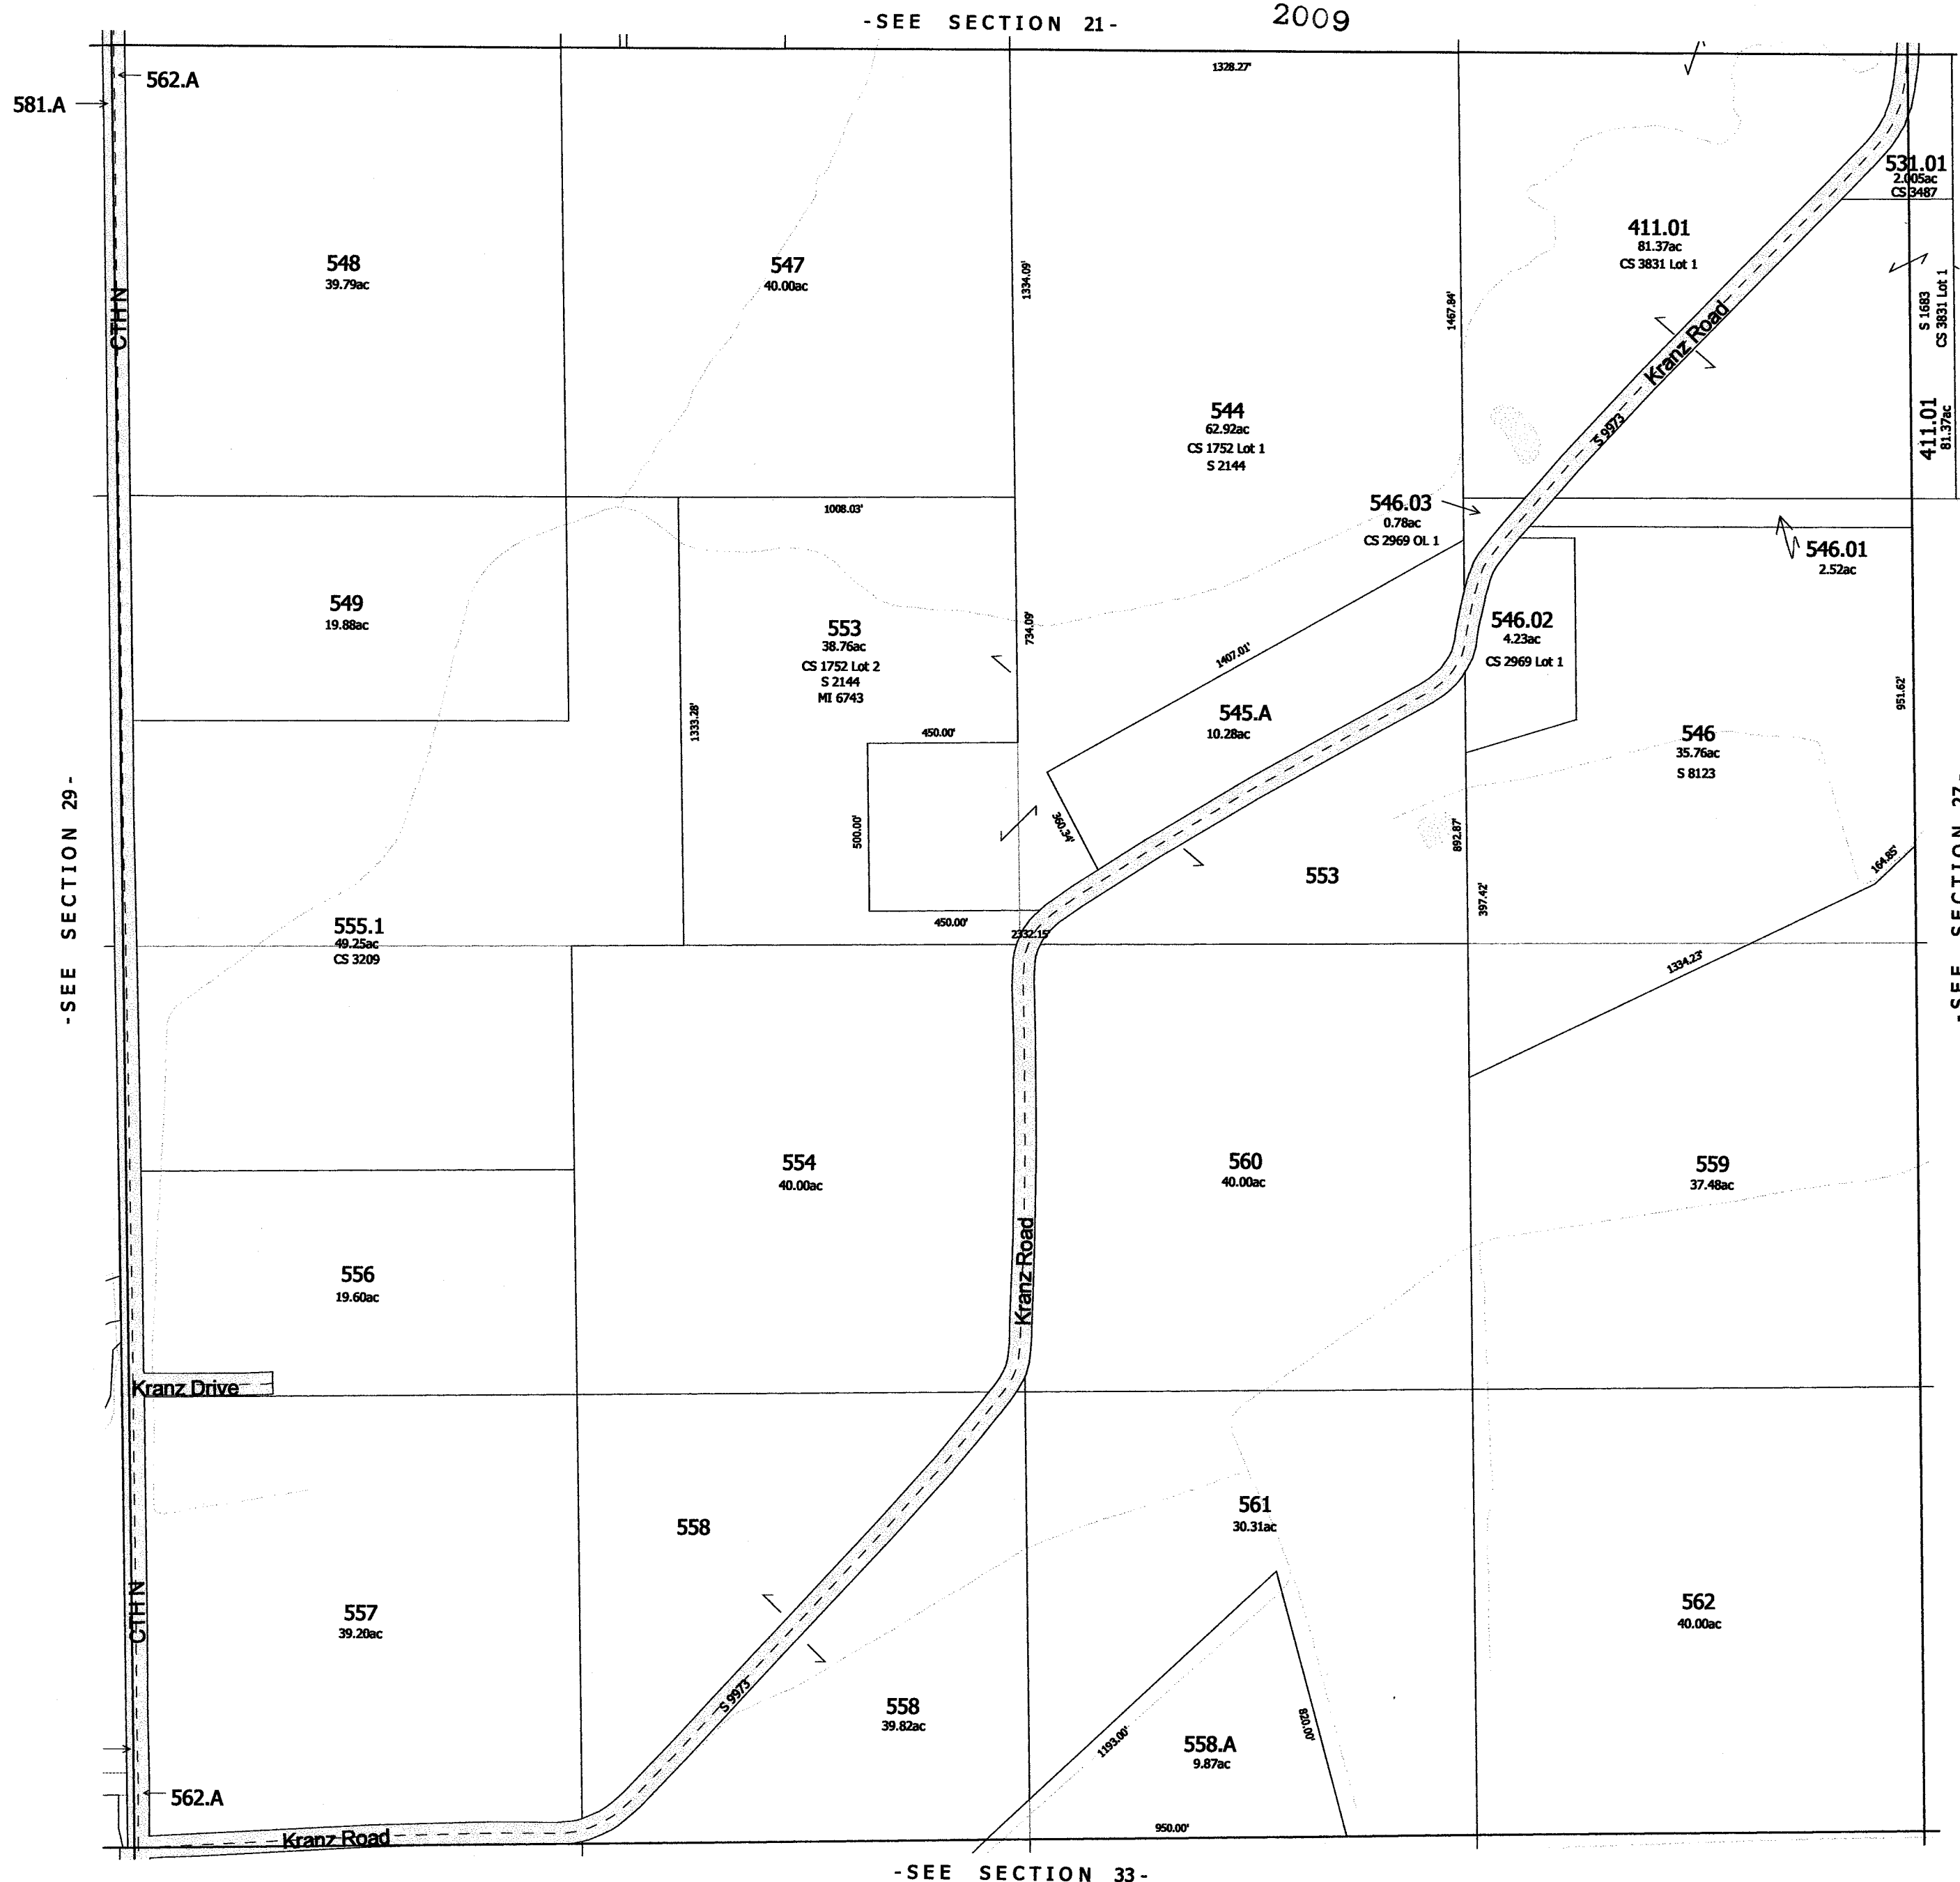 -SEE SECTION 21-
2009
1328.27'
562.A
581.A
531.01
2.005ac
CS 3487
411.01
81.37ac
CS 3831 Lot 1
548
39.79ac
547
40.00ac
1334.09'
1467.84'
CTH N
Kranz Road
S 1683
CS 3831 Lot 1
411.01
81.37ac
544
62.92ac
CS 1752 Lot 1
S 2144
S 9973
546.03
0.78ac
CS 2969 OL 1
1008.03'
546.01
2.52ac
549
19.88ac
553
38.76ac
CS 1752 Lot 2
S 2144
MI 6743
734.09'
1407.01'
546.02
4.23ac
CS 2969 Lot 1
951.62'
1333.28'
545.A
10.28ac
450.00'
546
35.76ac
S 8123
500.00'
360.34'
892.87'
164.85'
-SEE SECTION 29-
-SEE SECTION 27-
553
397.42'
555.1
49.25ac
CS 3209
450.00'
2332.15'
1334.23'
554
40.00ac
560
40.00ac
559
37.48ac
Kranz Road
556
19.60ac
Kranz Drive
558
561
30.31ac
557
39.20ac
CTH N
562
40.00ac
S 9973
558
39.82ac
1193.00'
820.00'
558.A
9.87ac
562.A
Kranz Road
950.00'
-SEE SECTION 33-